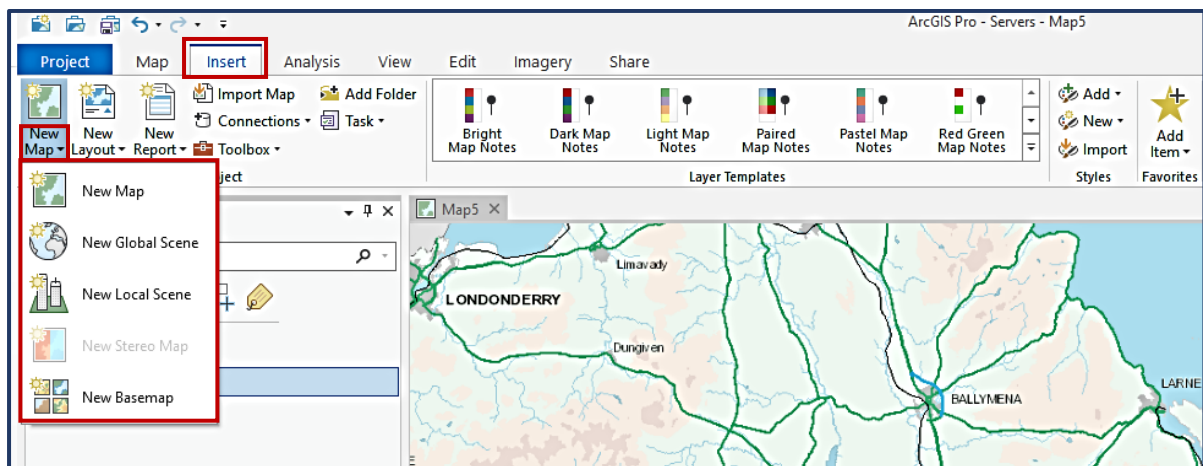 ArcGIS Pro - Servers - Map5
Project Map Insert Analysis View Edit Imagery Share
New Map
New Layout
New Report
Import Map
Connections
Toolbox
Add Folder
Task
ject
Bright
Map Notes
Dark Map
Notes
Light Map
Notes
Paired
Map Notes
Pastel Map
Notes
Red Green
Map Notes
Layer Templates
Add
New
Import
Styles
Add
Item
Favorites
New Map
New Global Scene
New Local Scene
New Stereo Map
New Basemap
Map5
Limavady
LONDONDERRY
Dungiven
BALLYMENA
LARNE